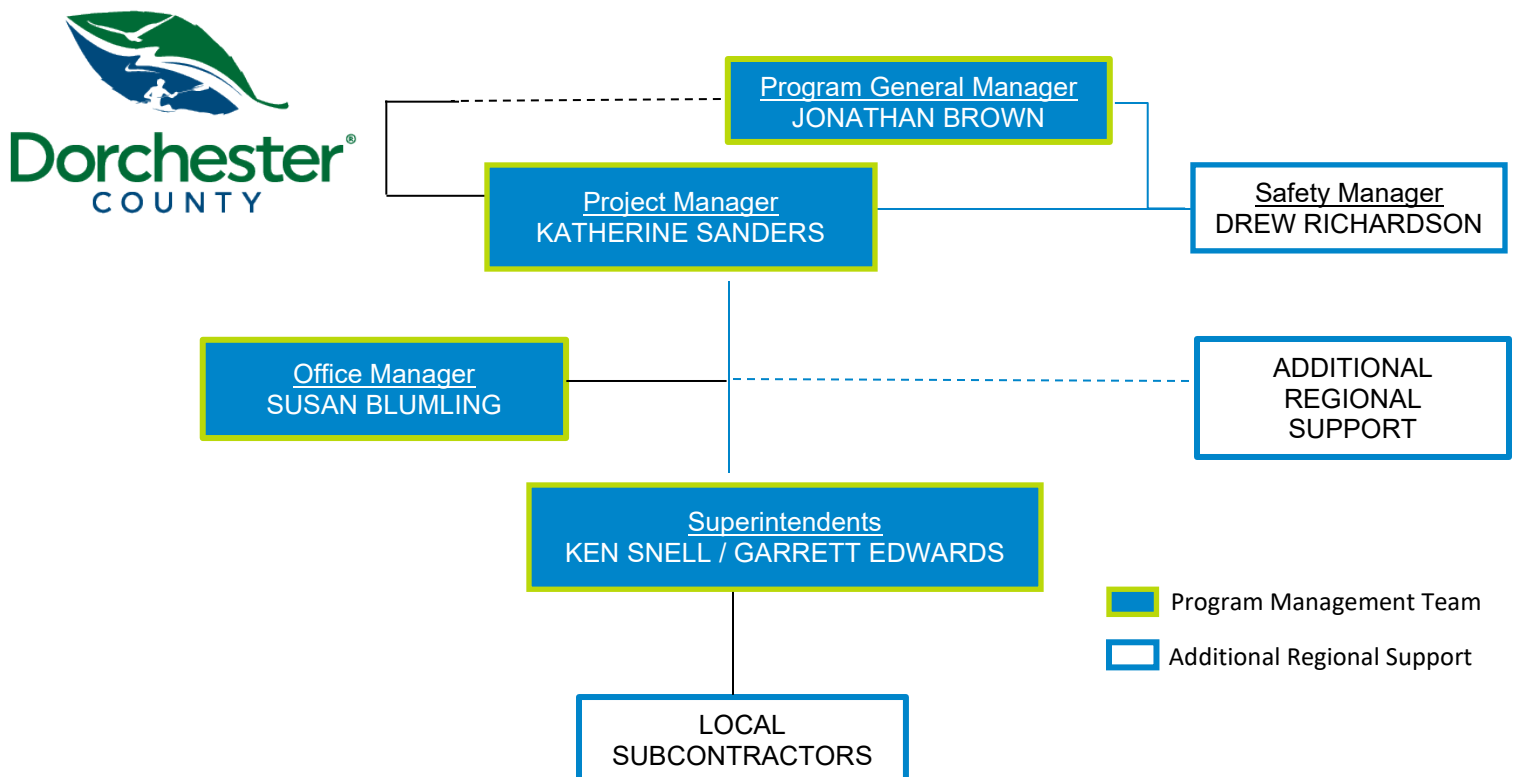 Dorchester®
COUNTY
Program General Manager
JONATHAN BROWN
Project Manager
KATHERINE SANDERS
Safety Manager
DREW RICHARDSON
Office Manager
SUSAN BLUMLING
ADDITIONAL
REGIONAL
SUPPORT
Superintendents
KEN SNELL / GARRETT EDWARDS
Program Management Team
Additional Regional Support
LOCAL
SUBCONTRACTORS